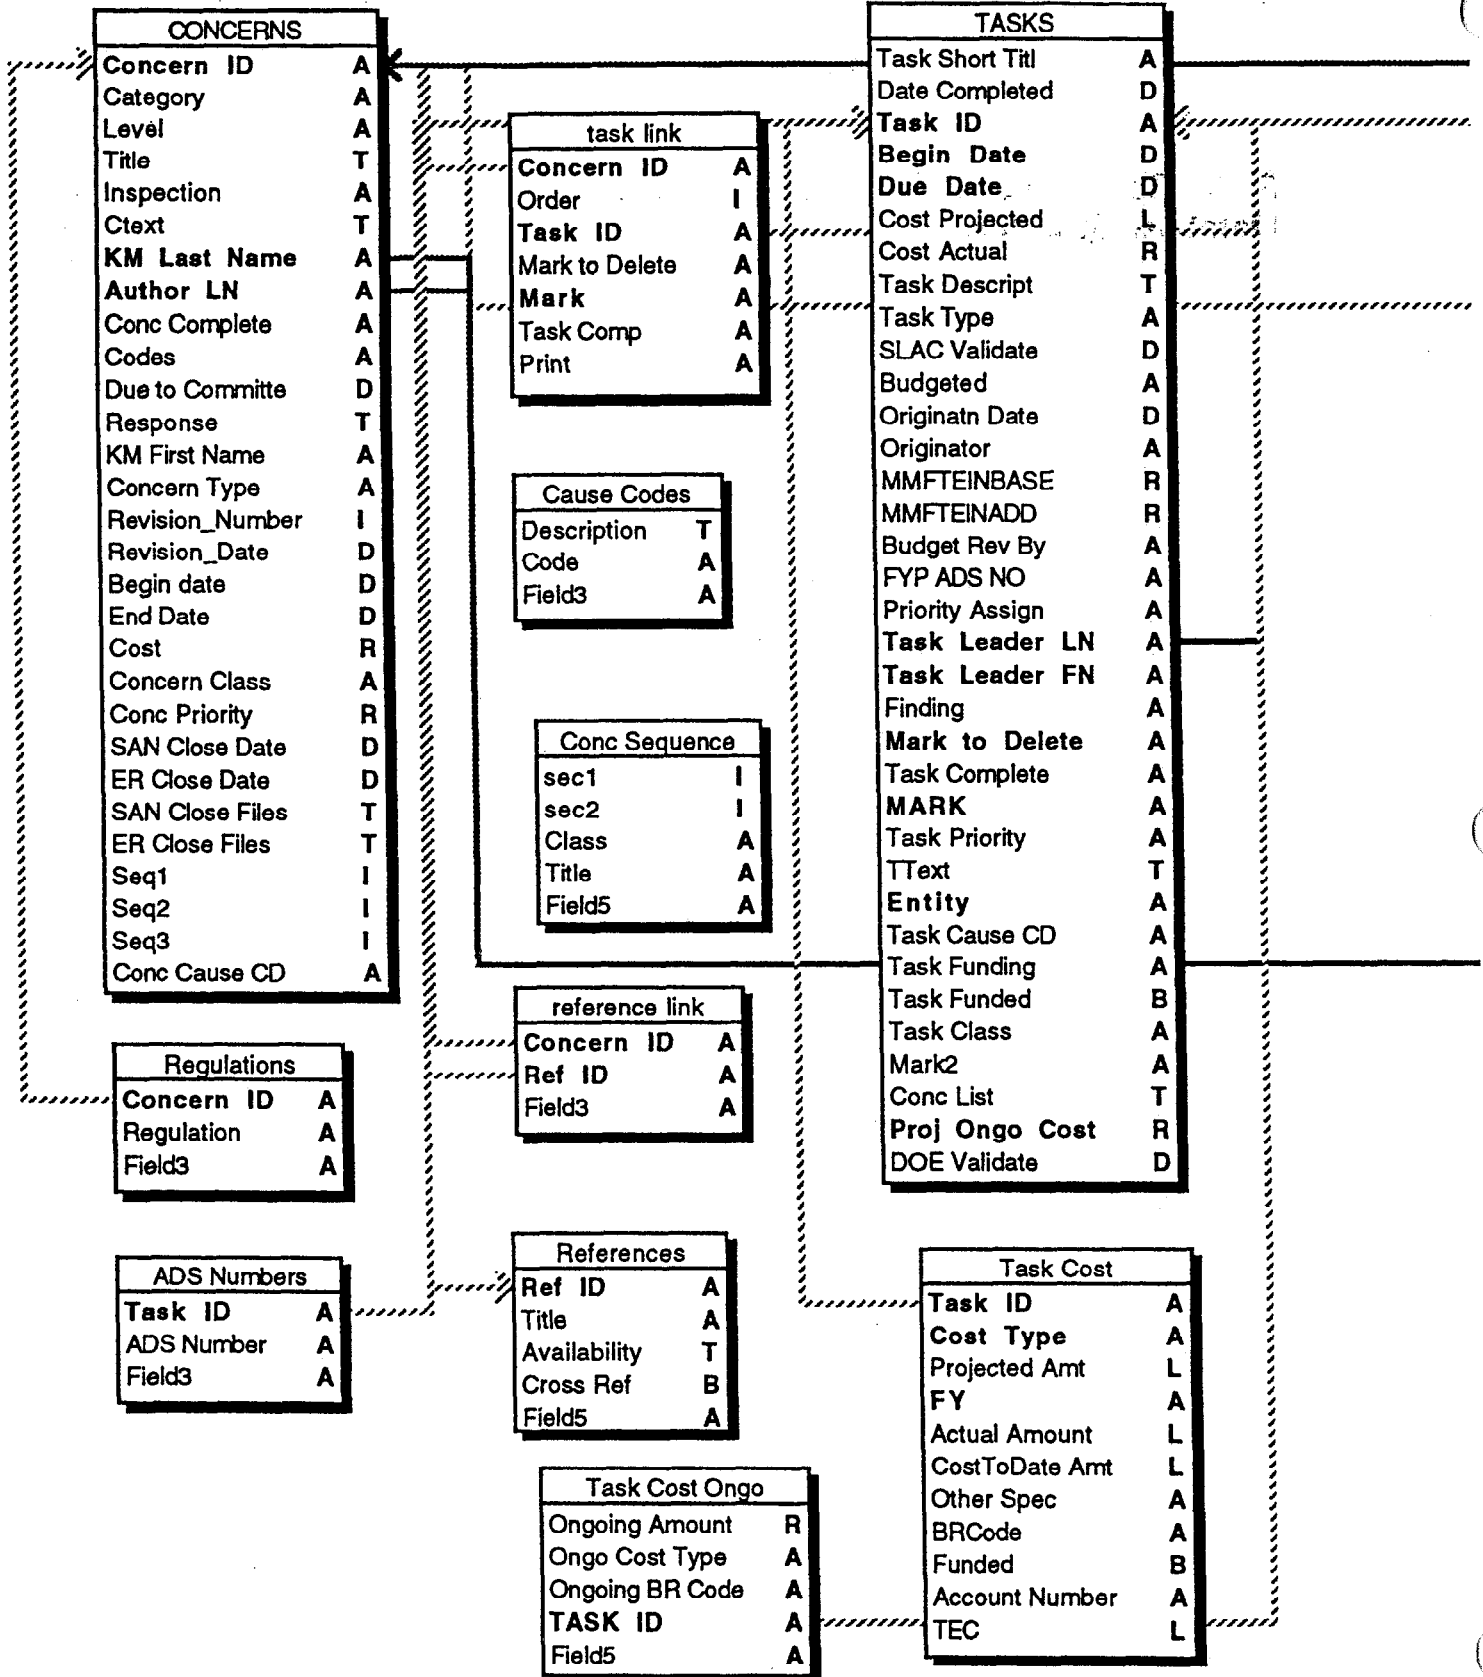 CONCERNS
Concern ID A
Category A
Level A
Title T
Inspection A
Ctext T
KM Last Name A
Author LN A
Conc Complete A
Codes A
Due to Committe D
Response T
KM First Name A
Concern Type A
Revision_Number I
Revision_Date D
Begin date D
End Date D
Cost R
Concern Class A
Conc Priority R
SAN Close Date D
ER Close Date D
SAN Close Files T
ER Close Files T
Seq1 I
Seq2 I
Seq3 I
Conc Cause CD A
Regulations
Concern ID A
Regulation A
Field3 A
ADS Numbers
Task ID A
ADS Number A
Field3 A
task link
Concern ID A
Order I
Task ID A
Mark to Delete A
Mark A
Task Comp A
Print A
Cause Codes
Description T
Code A
Field3 A
Conc Sequence
sec1 I
sec2 I
Class A
Title A
Field5 A
reference link
Concern ID A
Ref ID A
Field3 A
References
Ref ID A
Title A
Availability T
Cross Ref B
Field5 A
Task Cost Ongo
Ongoing Amount R
Ongo Cost Type A
Ongoing BR Code A
TASK ID A
Field5 A
TASKS
Task Short Titl A
Date Completed D
Task ID A
Begin Date D
Due Date D
Cost Projected L
Cost Actual R
Task Descript T
Task Type A
SLAC Validate D
Budgeted A
Originatn Date D
Originator A
MMFTEINBASE R
MMFTEINADD R
Budget Rev By A
FYP ADS NO A
Priority Assign A
Task Leader LN A
Task Leader FN A
Finding A
Mark to Delete A
Task Complete A
MARK A
Task Priority A
TText T
Entity A
Task Cause CD A
Task Funding A
Task Funded B
Task Class A
Mark2 A
Conc List T
Proj Ongo Cost R
DOE Validate D
Task Cost
Task ID A
Cost Type A
Projected Amt L
FY A
Actual Amount L
CostToDate Amt L
Other Spec A
BRCode A
Funded B
Account Number A
TEC L